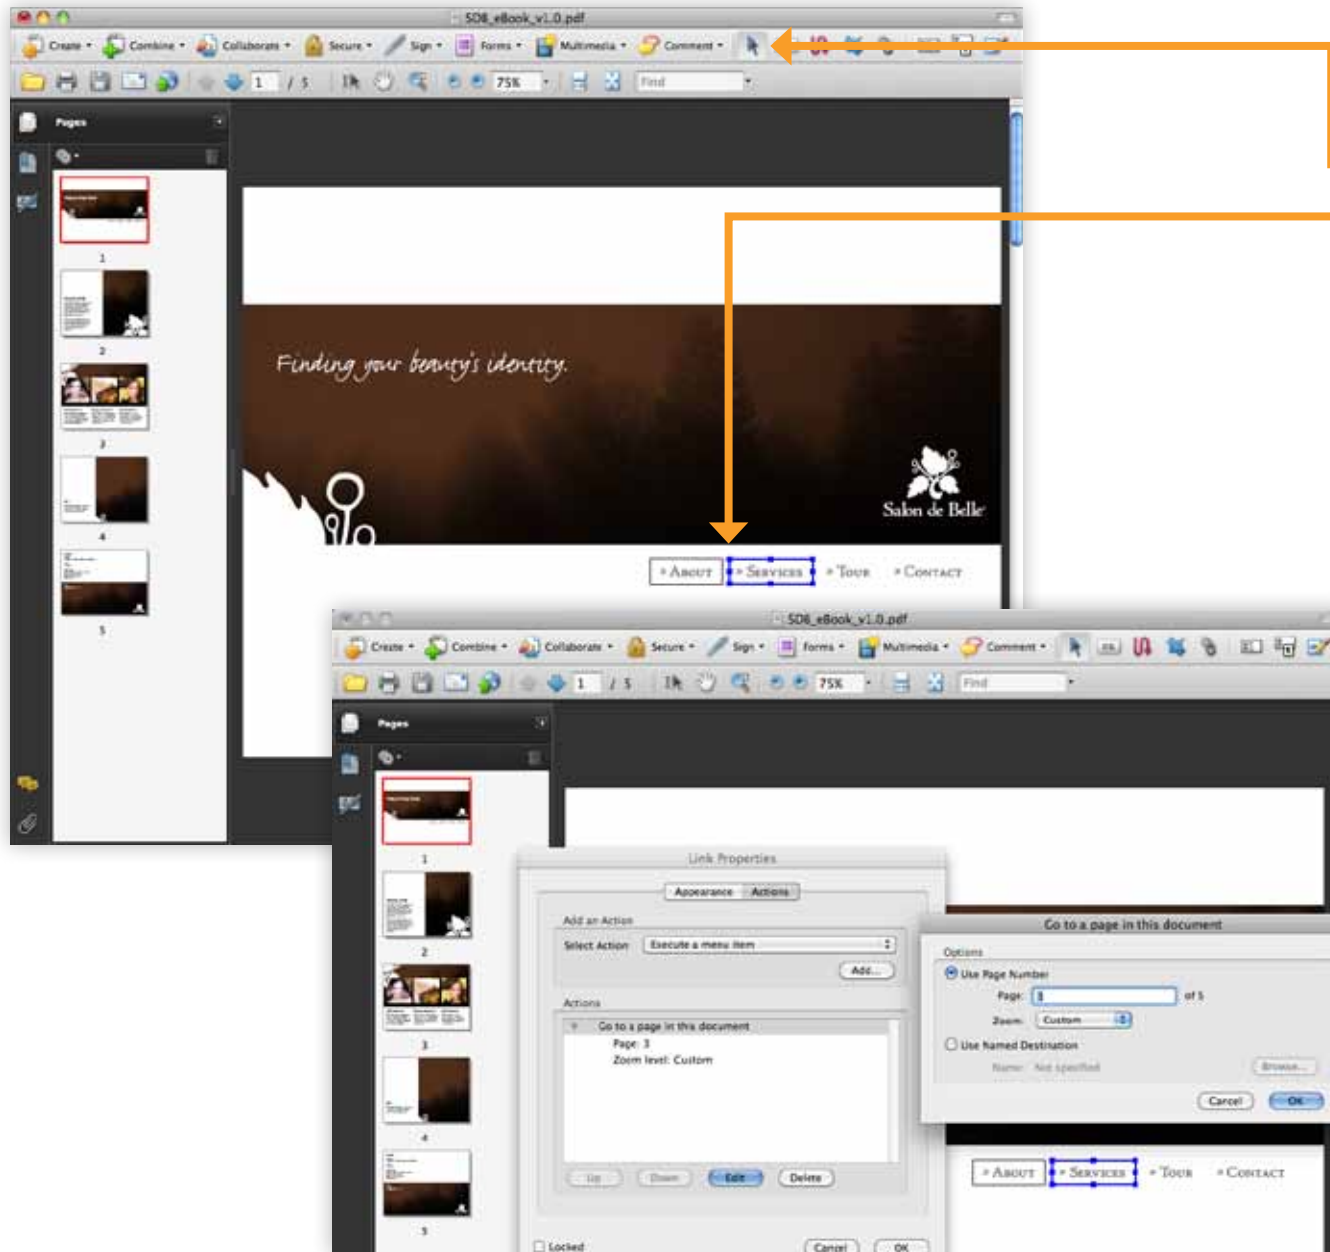 SDB_eBook_v1.0.pdf
Create Combine Collaborate Secure Sign Forms Multimedia Comment
1 / 5 75% Find
Pages
1
2
3
4
5
Finding your beauty's identity.
Salon de Belle
» About » Services » Tour » Contact
SDB_eBook_v1.0.pdf
Create Combine Collaborate Secure Sign Forms Multimedia Comment
1 / 5 75% Find
Pages
1
2
3
4
5
Link Properties
Appearance Actions
Add an Action
Select Action: Execute a menu item
Add...
Actions
Go to a page in this document
Page: 3
Zoom level: Custom
Up Down Edit Delete
Locked
Cancel OK
Go to a page in this document
Options
Use Page Number
Page: 3 of 5
Zoom: Custom
Use Named Destination
Name: Not specified Browse...
Cancel OK
» About » Services » Tour » Contact